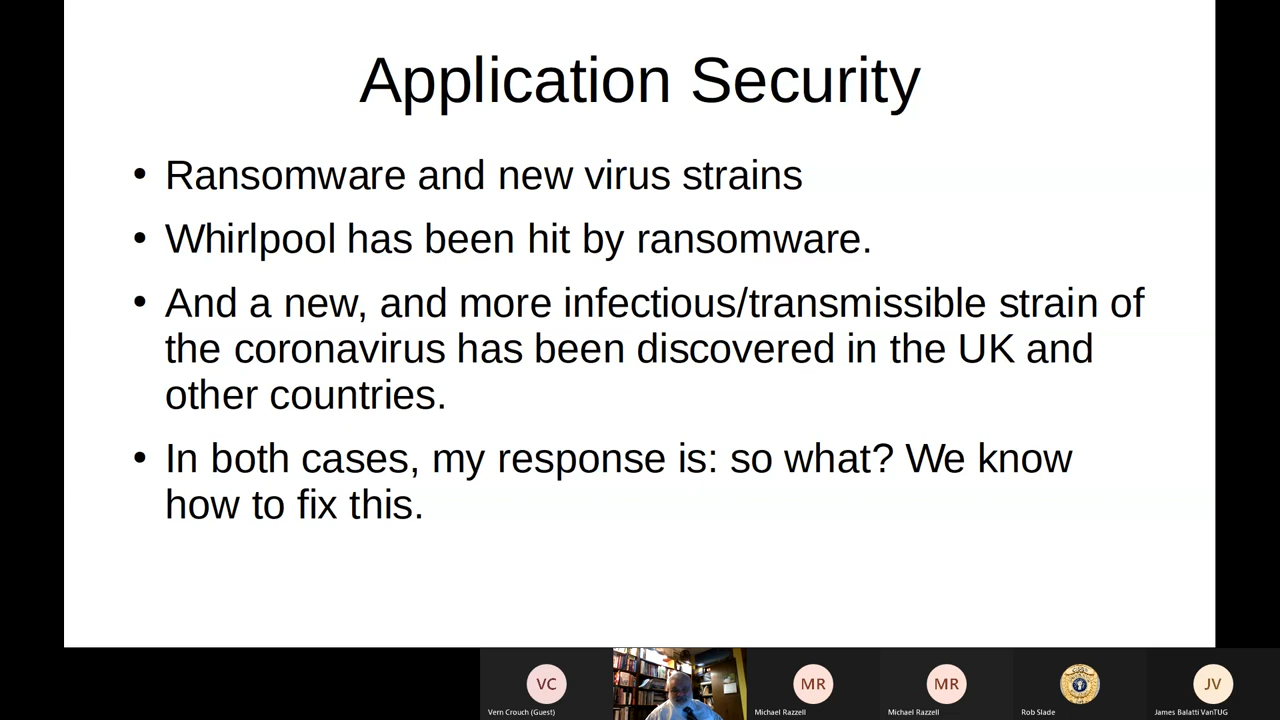 Application Security
• Ransomware and new virus strains
• Whirlpool has been hit by ransomware.
• And a new, and more infectious/transmissible strain of
the coronavirus has been discovered in the UK and
other countries.
• In both cases, my response is: so what? We know
how to fix this.
VC
MR
MR
JV
Vern Crouch (Guest)
Michael Razzell
Michael Razzell
Rob Slade
James Balatti VanTUG